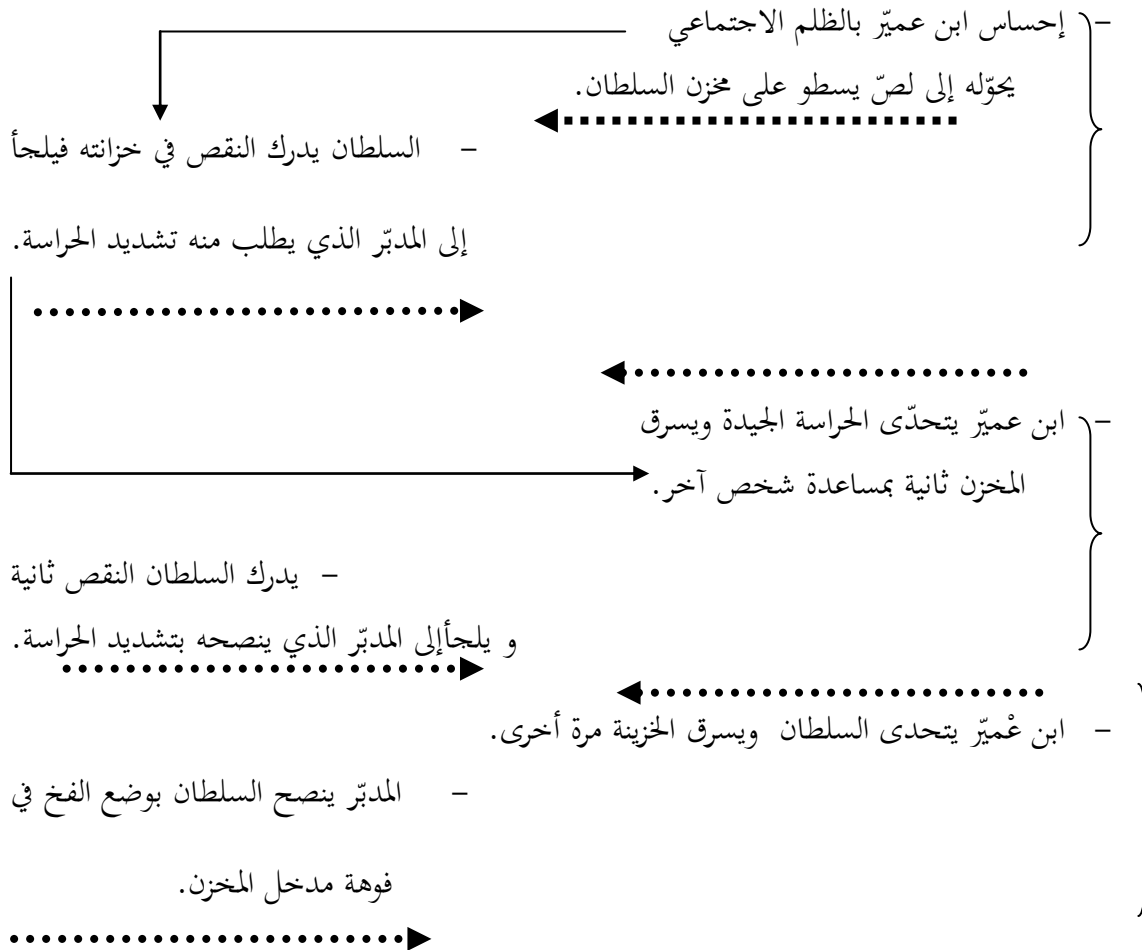 – إحساس ابن عميّر بالظلم الاجتماعي
يحوّله إلى لصّ يسطو على مخزن السلطان.
– السلطان يدرك النقص في خزانته فيلجأ
إلى المدبّر الذي يطلب منه تشديد الحراسة.
– ابن عميّر يتحدّى الحراسة الجيدة ويسرق
المخزن ثانية بمساعدة شخص آخر.
– يدرك السلطان النقص ثانية
و يلجأإلى المدبّر الذي ينصحه بتشديد الحراسة.
– ابن عْميّر يتحدى السلطان ويسرق الخزينة مرة أخرى.
– المدبّر ينصح السلطان بوضع الفخ في
فوهة مدخل المخزن.